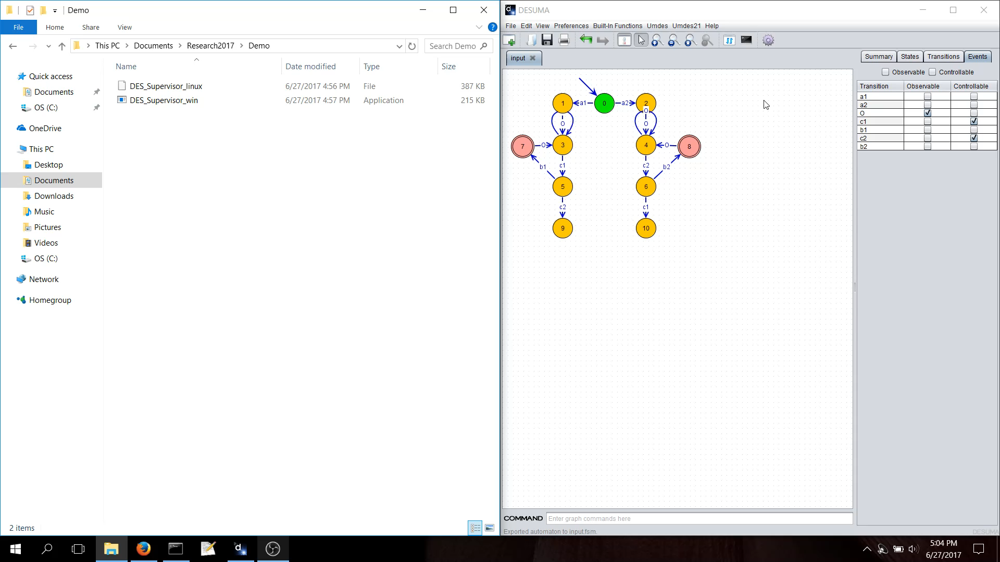 Demo
File
Home
Share
View
This PC
Documents
Research2017
Demo
Search Demo
Name
Date modified
Type
Size
Quick access
Documents
OS (C:)
OneDrive
This PC
Desktop
Documents
Downloads
Music
Pictures
Videos
OS (C:)
Network
Homegroup
DES_Supervisor_linux
6/27/2017 4:56 PM
File
387 KB
DES_Supervisor_win
6/27/2017 4:57 PM
Application
215 KB
2 items
DESUMA
File Edit View Preferences Built-In Functions Umdes Umdes21 Help
input
1 a1 0 a2 2
O
O O
7 O 3 4 O 8
b1 c1 c2 b2
5 6
c2 c1
9 10
Summary States Transitions Events
Observable Controllable
Transition Observable Controllable
a1
a2
O
c1
b1
c2
b2
COMMAND Enter graph commands here
Exported automaton to input.fsm.
DESUMA
5:04 PM
6/27/2017